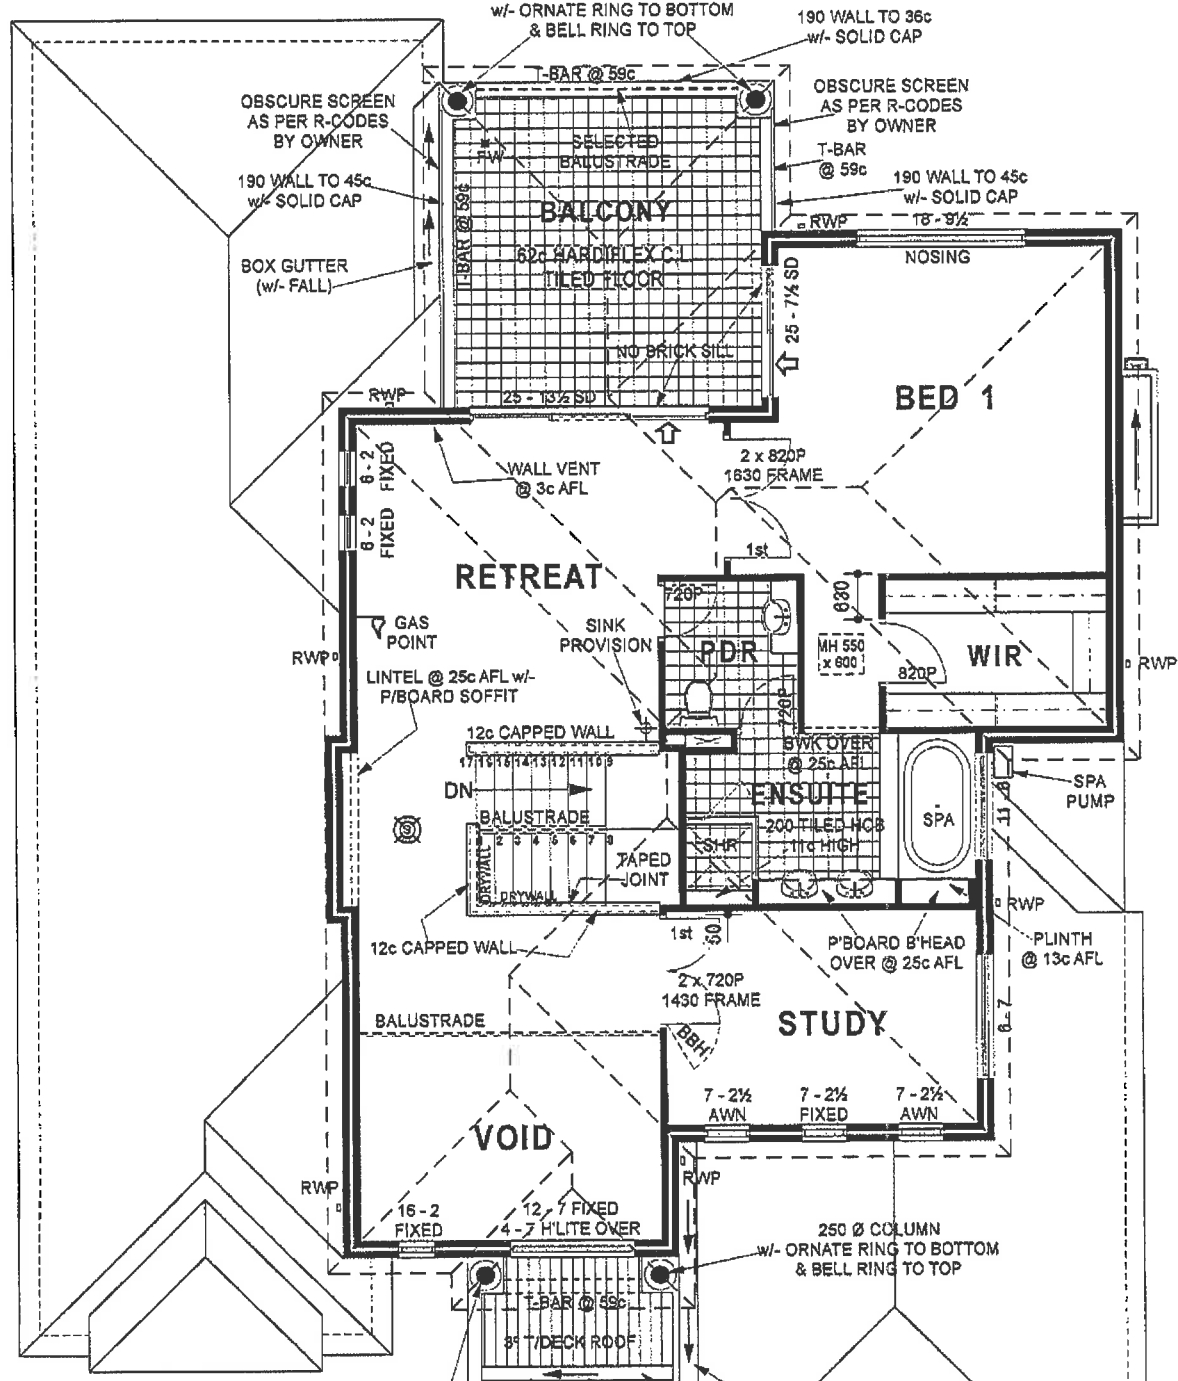 w/- ORNATE RING TO BOTTOM
& BELL RING TO TOP
190 WALL TO 36c
w/- SOLID CAP
T-BAR @ 59c
OBSCURE SCREEN
AS PER R-CODES
BY OWNER
OBSCURE SCREEN
AS PER R-CODES
BY OWNER
SELECTED
BALUSTRADE
FW
T-BAR
@ 59c
190 WALL TO 45c
w/- SOLID CAP
190 WALL TO 45c
w/- SOLID CAP
T-BAR @ 59c
BALCONY
62c HARDIFLEX C.L
TILED FLOOR
RWP
18 - 9½
NOSING
BOX GUTTER
(w/- FALL)
25 - 7¼ SD
NO BRICK SILL
BED 1
RWP
25 - 13½ SD
6 - 2
FIXED
WALL VENT
@ 3c AFL
2 x 820P
1630 FRAME
6 - 2
FIXED
1st
RETREAT
720P
630
GAS
POINT
SINK
PROVISION
PDR
MH 550
x 600
WIR
820P
RWP
RWP
LINTEL @ 25c AFL w/-
P/BOARD SOFFIT
720P
12c CAPPED WALL
BWK OVER
@ 25c AFL
17 16 15 14 13 12 11 10 9
DN
ENSUITE
SPA
PUMP
BALUSTRADE
200 TILED HOB
11c HIGH
SPA
SHR
2 3 4 5 6 7 8
DRYWALL
DRYWALL
TAPED
JOINT
RWP
12c CAPPED WALL
1st
50
P'BOARD B'HEAD
OVER @ 25c AFL
PLINTH
@ 13c AFL
2 x 720P
1430 FRAME
BALUSTRADE
BBH
STUDY
6 - 7
7 - 2½
AWN
7 - 2½
FIXED
7 - 2½
AWN
VOID
RWP
RWP
16 - 2
FIXED
12 - 7 FIXED
4 - 7 H'LITE OVER
250 Ø COLUMN
w/- ORNATE RING TO BOTTOM
& BELL RING TO TOP
T-BAR @ 59c
3° T/DECK ROOF